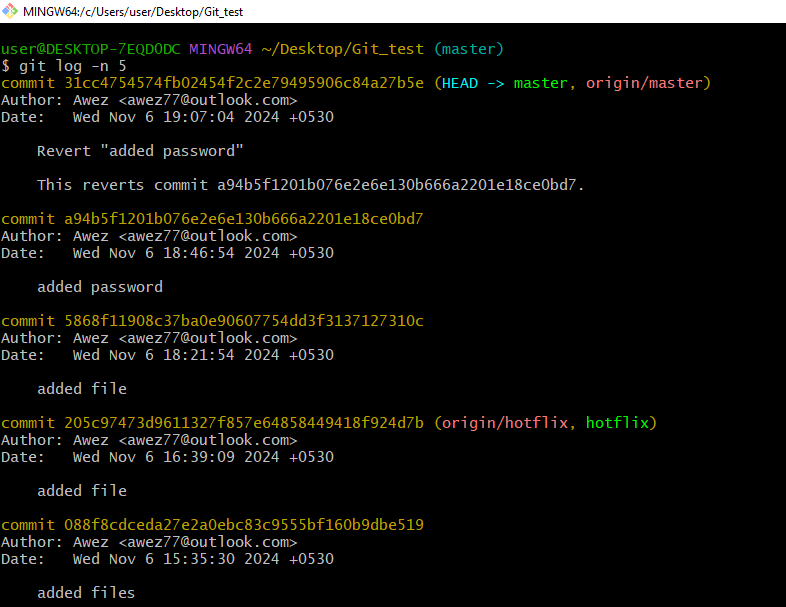 MINGW64:/c/Users/user/Desktop/Git_test
user@DESKTOP-7EQD0DC MINGW64 ~/Desktop/Git_test (master)
$ git log -n 5
commit 31cc4754574fb02454f2c2e79495906c84a27b5e (HEAD -> master, origin/master)
Author: Awez <awez77@outlook.com>
Date:   Wed Nov 6 19:07:04 2024 +0530
    Revert "added password"
    This reverts commit a94b5f1201b076e2e6e130b666a2201e18ce0bd7.
commit a94b5f1201b076e2e6e130b666a2201e18ce0bd7
Author: Awez <awez77@outlook.com>
Date:   Wed Nov 6 18:46:54 2024 +0530
    added password
commit 5868f11908c37ba0e90607754dd3f3137127310c
Author: Awez <awez77@outlook.com>
Date:   Wed Nov 6 18:21:54 2024 +0530
    added file
commit 205c97473d9611327f857e64858449418f924d7b (origin/hotflix, hotflix)
Author: Awez <awez77@outlook.com>
Date:   Wed Nov 6 16:39:09 2024 +0530
    added file
commit 088f8cdceda27e2a0ebc83c9555bf160b9dbe519
Author: Awez <awez77@outlook.com>
Date:   Wed Nov 6 15:35:30 2024 +0530
    added files